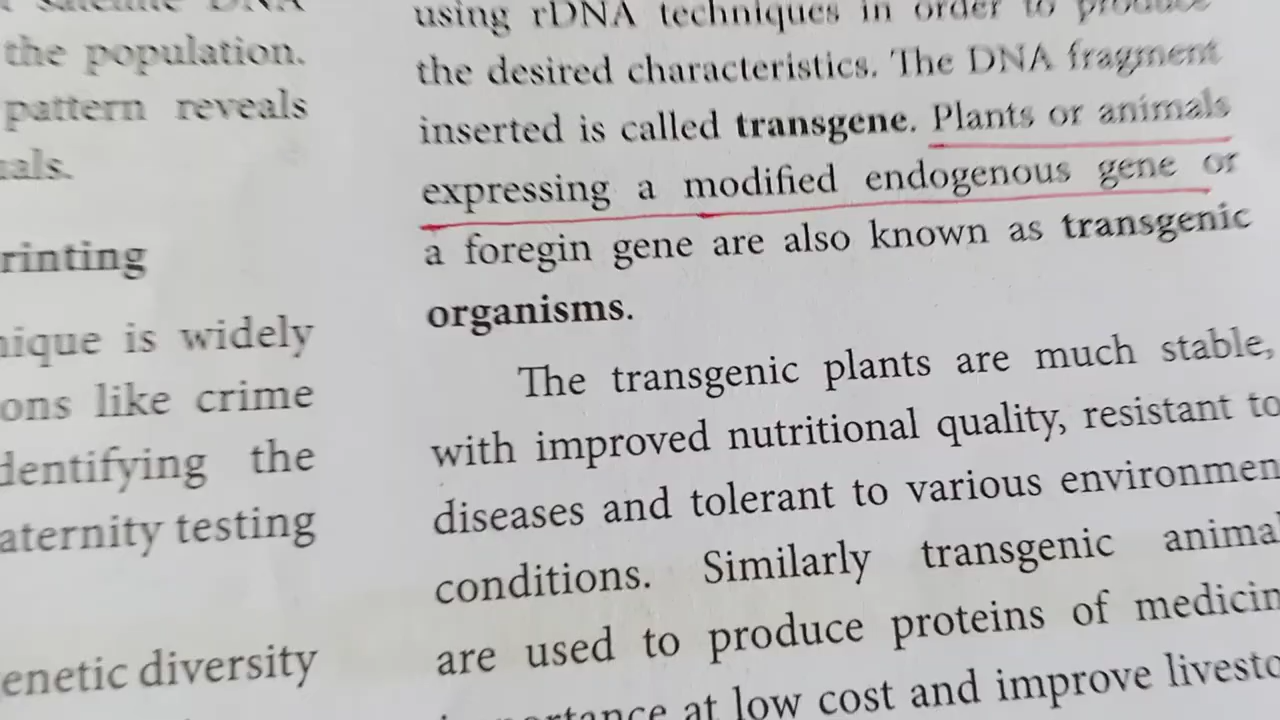 DNA
the population.
pattern reveals
rinting
is widely
like crime
dentifying the
aternity testing
enetic diversity
using rDNA techniques in order to produce
the desired characteristics. The DNA fragment
inserted is called transgene. Plants or animals
expressing a modified endogenous gene or
a foregin gene are also known as transgenic
organisms.
The transgenic plants are much stable,
with improved nutritional quality, resistant to
diseases and tolerant to various environmen
conditions. Similarly transgenic animal
are used to produce proteins of medicin
at low cost and improve livesto